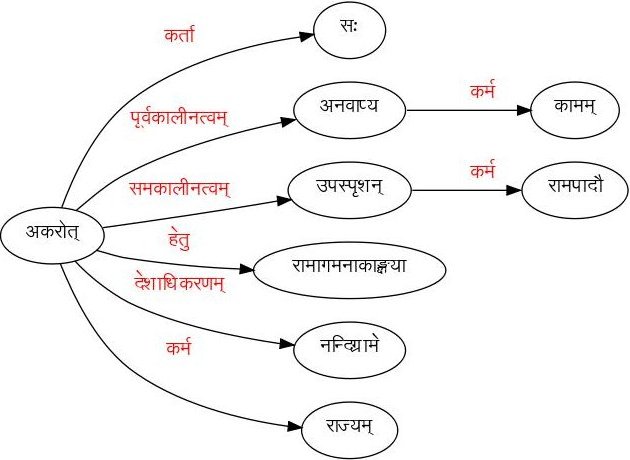 सः
कर्ता
अनवाप्य
कर्म
कामम्
पूर्वकालीनत्वम्
उपस्पृशन्
कर्म
रामपादौ
समकालीनत्वम्
अकरोत्
हेतु
रामागमनाकाङ्क्षया
देशाधिकरणम्
नन्दिग्रामे
कर्म
राज्यम्